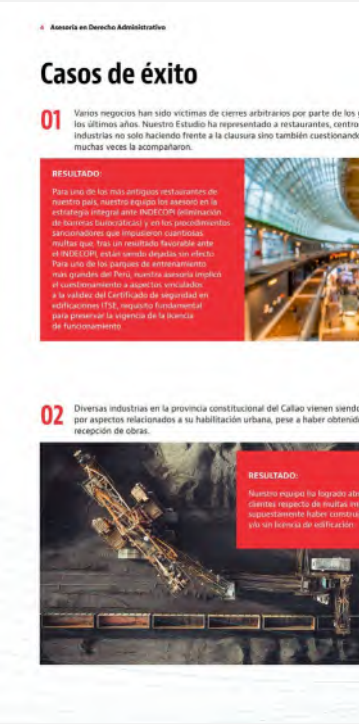 4 Asesoría en Derecho Administrativo
Casos de éxito
01
Varios negocios han sido víctimas de cierres arbitrarios por parte de los
los últimos años. Nuestro Estudio ha representado a restaurantes, centro
industrias no solo haciendo frente a la clausura sino también cuestionando
muchas veces la acompañaron.
RESULTADO:
Para uno de los más antiguos restaurantes de
nuestro país, nuestro equipo los asesoró en la
estrategia integral ante INDECOPI (eliminación
de barreras burocráticas) y en los procedimientos
sancionadores que impusieron cuantiosas
multas que, tras un resultado favorable ante
el INDECOPI, están siendo dejadas sin efecto.
Para uno de los parques de entrenamiento
más grandes del Perú, nuestra asesoría implicó
el cuestionamiento a aspectos vinculados
a la validez del Certificado de seguridad en
edificaciones ITSE, requisito fundamental
para preservar la vigencia de la licencia
de funcionamiento.
02
Diversas industrias en la provincia constitucional del Callao vienen siendo
por aspectos relacionados a su habilitación urbana, pese a haber obtenido
recepción de obras.
RESULTADO:
Nuestro equipo ha logrado
clientes respecto de multas
supuestamente haber
y/o sin licencia de edificación